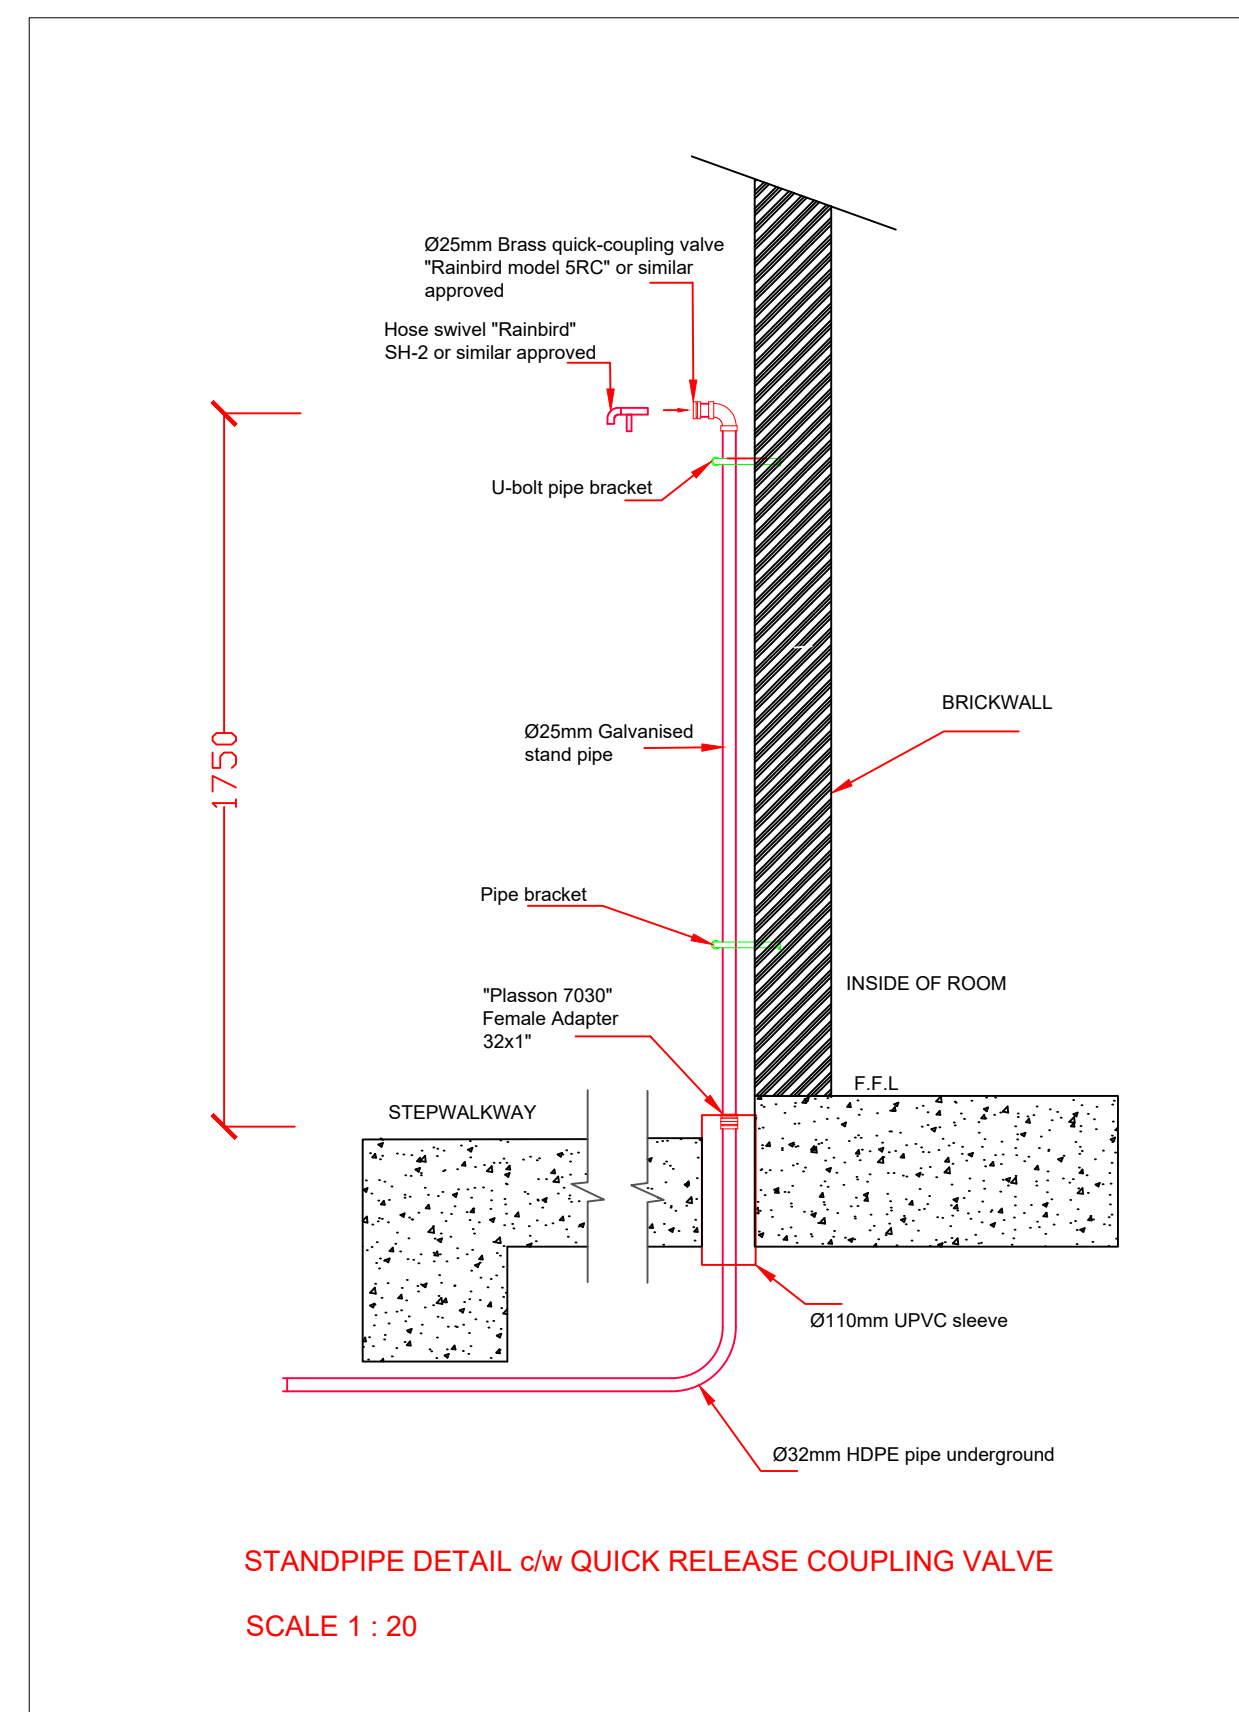 Ø25mm Brass quick-coupling valve
"Rainbird model 5RC" or similar
approved
Hose swivel "Rainbird"
SH-2 or similar approved
U-bolt pipe bracket
1750
BRICKWALL
Ø25mm Galvanised
stand pipe
Pipe bracket
INSIDE OF ROOM
"Plasson 7030"
Female Adapter
32x1"
F.F.L
STEPWALKWAY
Ø110mm UPVC sleeve
Ø32mm HDPE pipe underground
STANDPIPE DETAIL c/w QUICK RELEASE COUPLING VALVE
SCALE 1 : 20